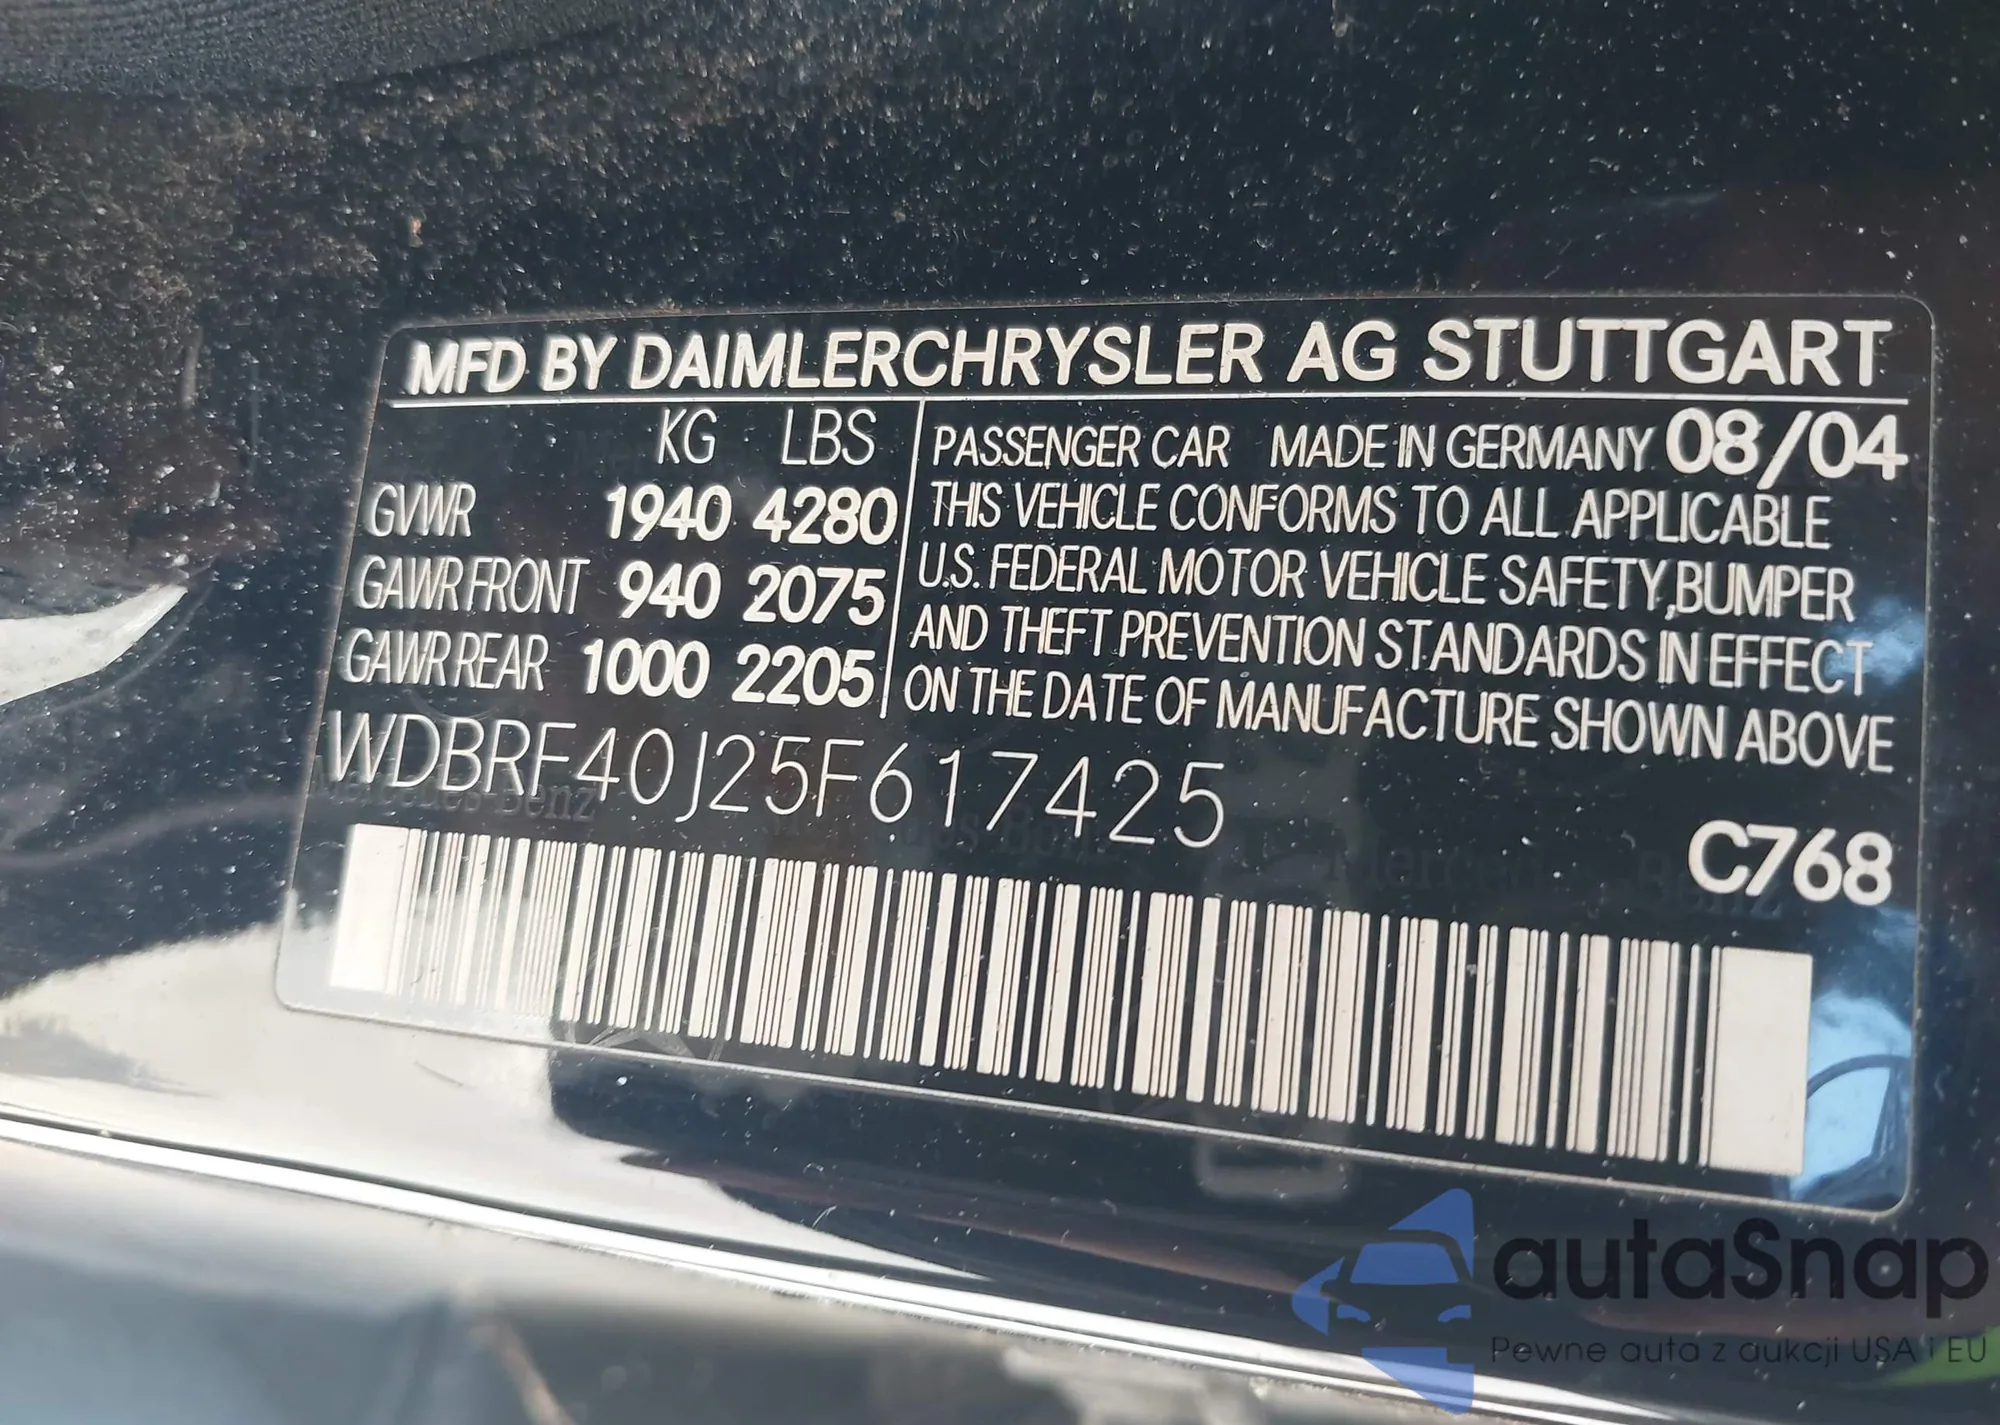 MFD BY DAIMLERCHRYSLER AG STUTTGART
KG LBS
GVWR 1940 4280
GAWR FRONT 940 2075
GAWR REAR 1000 2205
PASSENGER CAR MADE IN GERMANY 08/04
THIS VEHICLE CONFORMS TO ALL APPLICABLE
U.S. FEDERAL MOTOR VEHICLE SAFETY, BUMPER
AND THEFT PREVENTION STANDARDS IN EFFECT
ON THE DATE OF MANUFACTURE SHOWN ABOVE
WDBRF40J25F617425
Mercedes-Benz
C768
autaSnap
Pewne auta z aukcji USA i EU